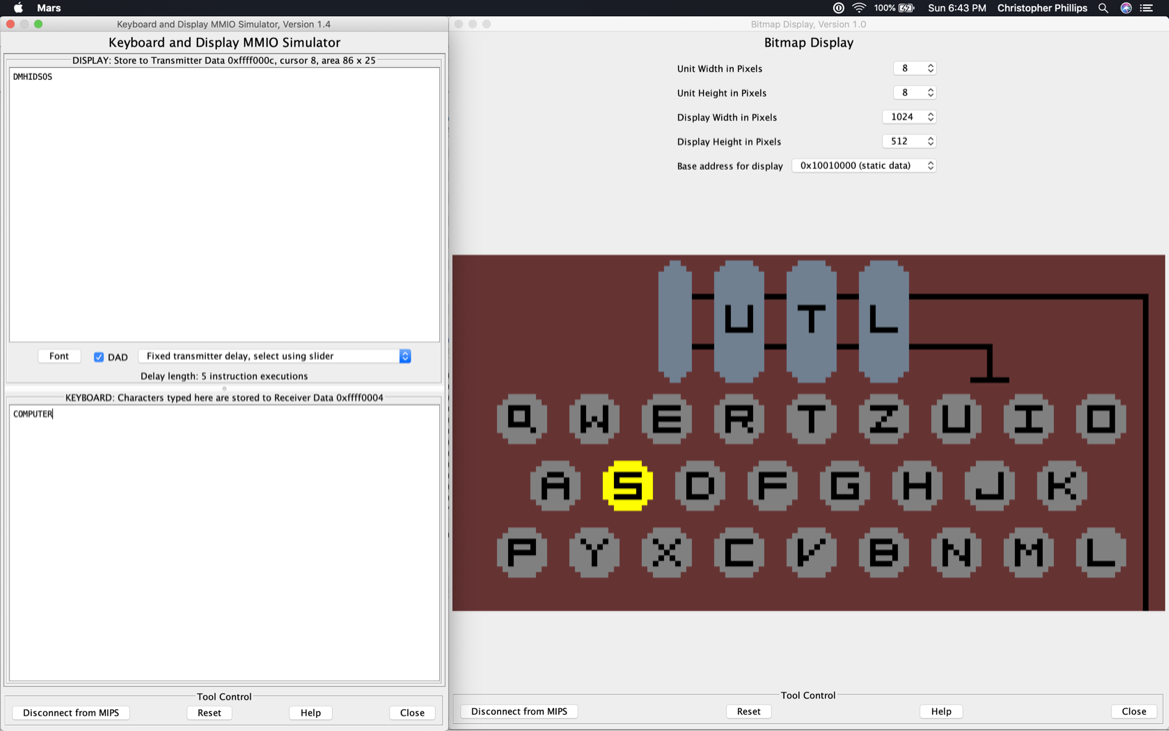 Mars
100%
Sun 6:43 PM Christopher Phillips
Keyboard and Display MMIO Simulator, Version 1.4
Keyboard and Display MMIO Simulator
DISPLAY: Store to Transmitter Data 0xffff000c, cursor 8, area 86 x 25
DMHIDSOS
Font
DAD
Fixed transmitter delay, select using slider
Delay length: 5 instruction executions
KEYBOARD: Characters typed here are stored to Receiver Data 0xffff0004
COMPUTER
Tool Control
Disconnect from MIPS
Reset
Help
Close
Bitmap Display, Version 1.0
Bitmap Display
Unit Width in Pixels 8
Unit Height in Pixels 8
Display Width in Pixels 1024
Display Height in Pixels 512
Base address for display 0x10010000 (static data)
U T L
Q W E R T Z U I O
A S D F G H J K
P Y X C V B N M L
Tool Control
Disconnect from MIPS
Reset
Help
Close